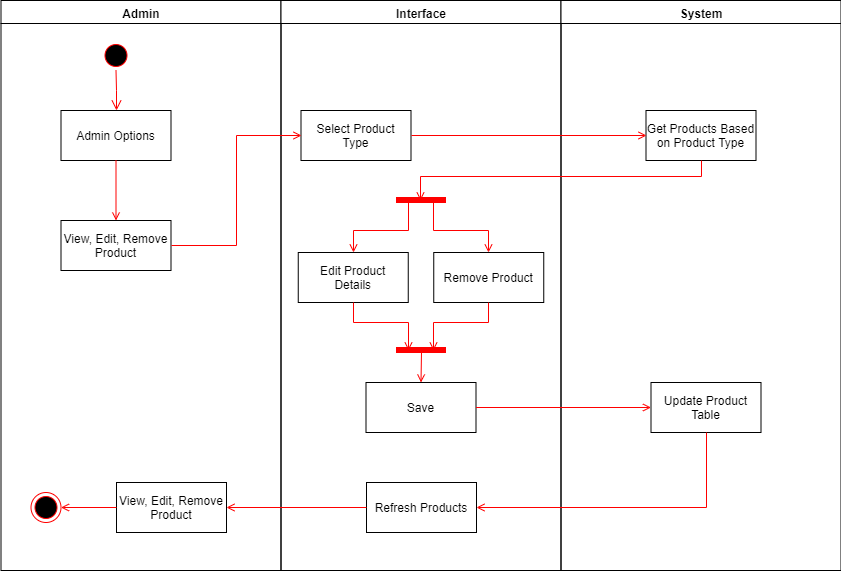 Admin
Interface
System
Admin Options
Select Product
Type
Get Products Based
on Product Type
View, Edit, Remove
Product
Edit Product
Details
Remove Product
Save
Update Product
Table
View, Edit, Remove
Product
Refresh Products